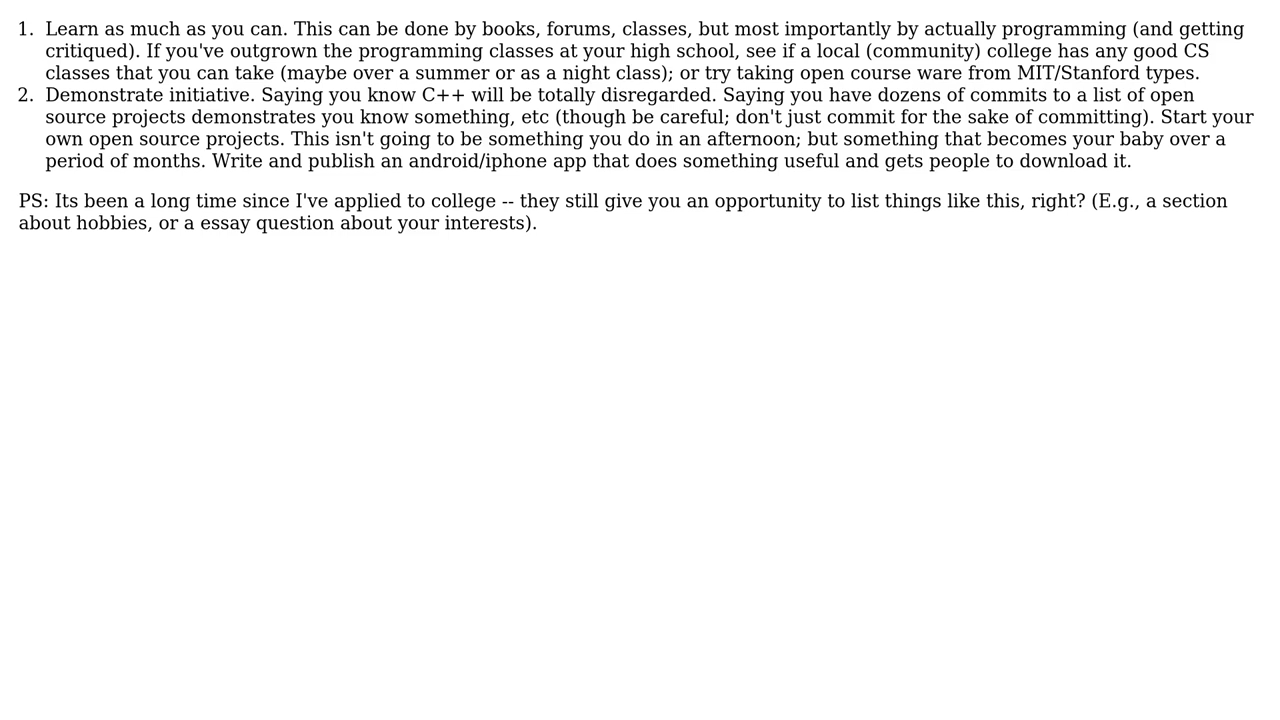 1. Learn as much as you can. This can be done by books, forums, classes, but most importantly by actually programming (and getting
critiqued). If you've outgrown the programming classes at your high school, see if a local (community) college has any good CS
classes that you can take (maybe over a summer or as a night class); or try taking open course ware from MIT/Stanford types.
2. Demonstrate initiative. Saying you know C++ will be totally disregarded. Saying you have dozens of commits to a list of open
source projects demonstrates you know something, etc (though be careful; don't just commit for the sake of committing). Start your
own open source projects. This isn't going to be something you do in an afternoon; but something that becomes your baby over a
period of months. Write and publish an android/iphone app that does something useful and gets people to download it.
PS: Its been a long time since I've applied to college -- they still give you an opportunity to list things like this, right? (E.g., a section
about hobbies, or a essay question about your interests).